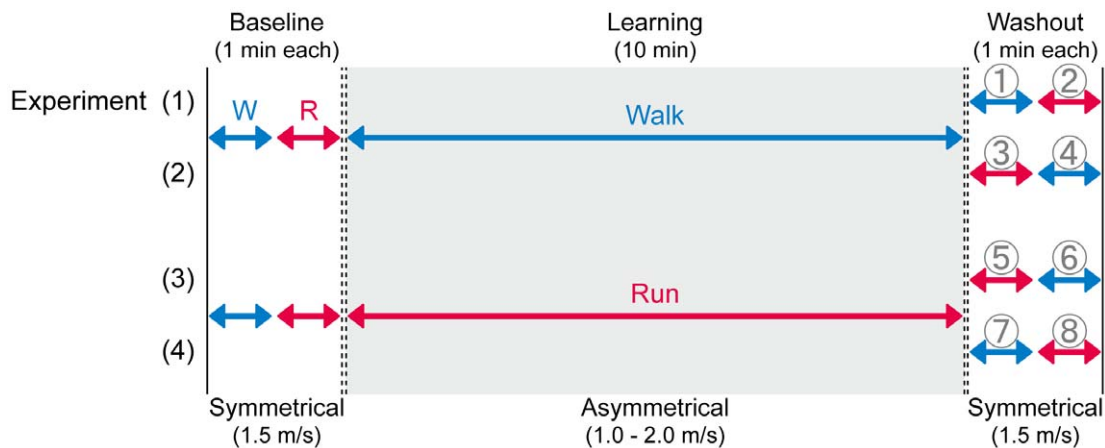 Baseline
(1 min each)
Learning
(10 min)
Washout
(1 min each)
Experiment (1)
W
R
Walk
① ②
(2)
③ ④
(3)
Run
⑤ ⑥
(4)
⑦ ⑧
Symmetrical
(1.5 m/s)
Asymmetrical
(1.0 - 2.0 m/s)
Symmetrical
(1.5 m/s)